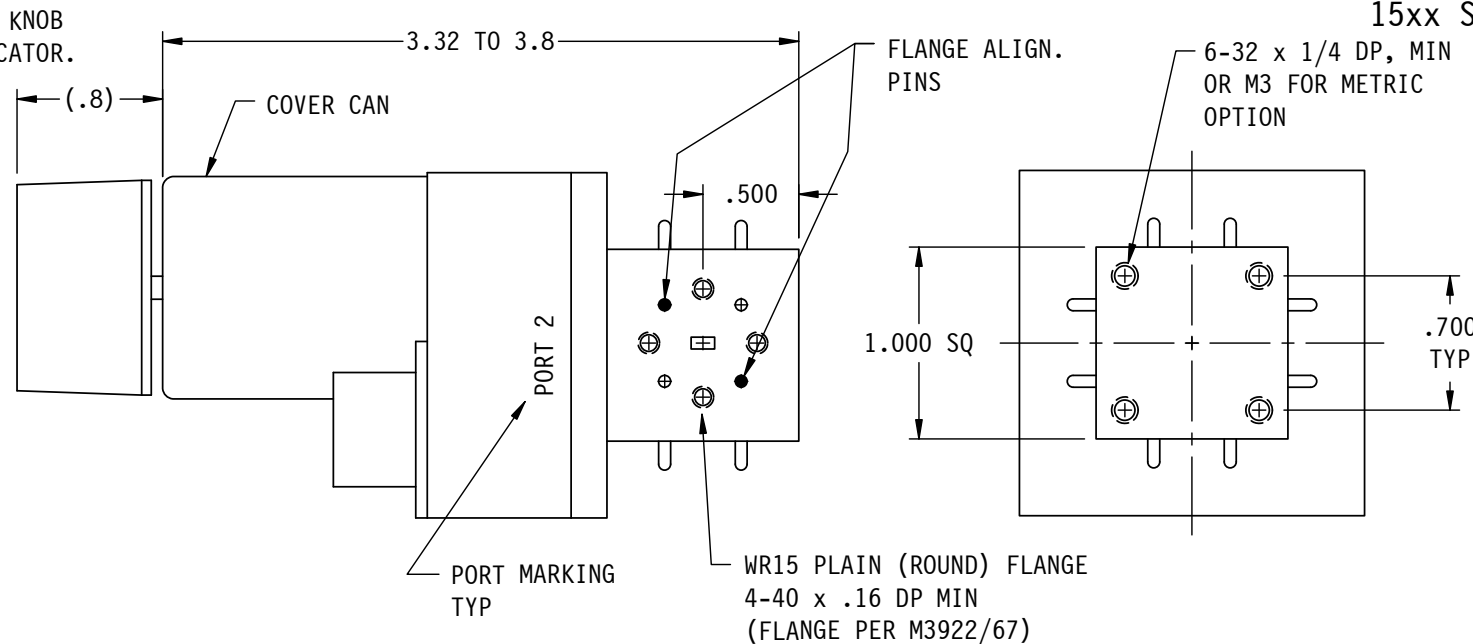 KNOB
CATOR.
(.8)
COVER CAN
3.32 TO 3.8
FLANGE ALIGN.
PINS
.500
15xx S
6-32 x 1/4 DP, MIN
OR M3 FOR METRIC
OPTION
1.000 SQ
.700
TYP
PORT 2
PORT MARKING
TYP
WR15 PLAIN (ROUND) FLANGE
4-40 x .16 DP MIN
(FLANGE PER M3922/67)